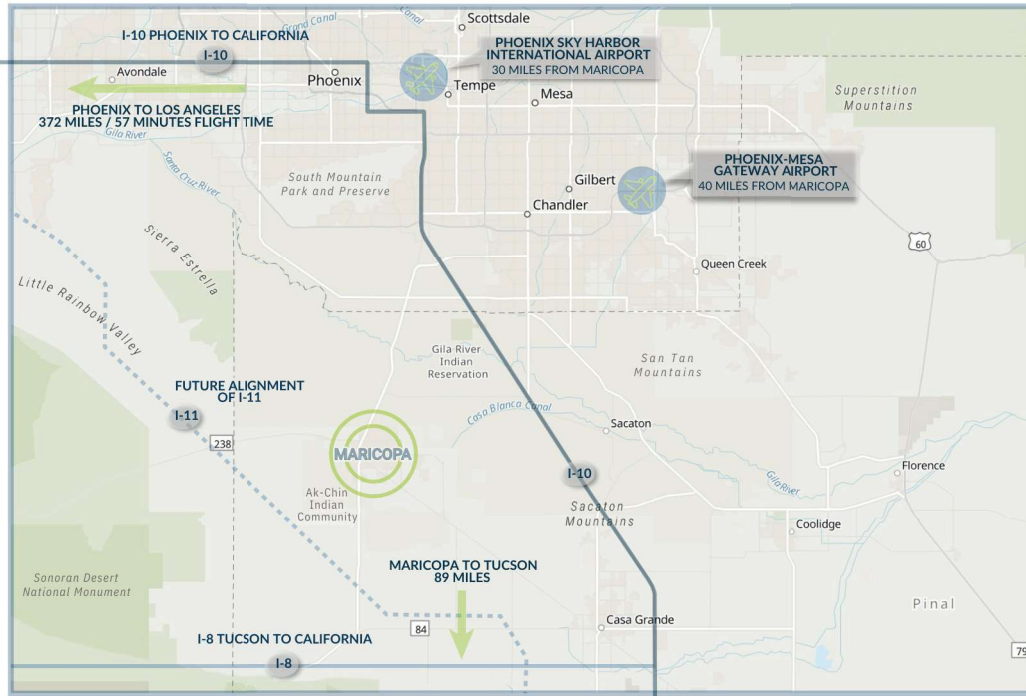 Scottsdale
Grand Canal
Canal
I-10 PHOENIX TO CALIFORNIA
I-10
PHOENIX SKY HARBOR
INTERNATIONAL AIRPORT
30 MILES FROM MARICOPA
Avondale
Phoenix
Tempe
Mesa
Superstition
Mountains
PHOENIX TO LOS ANGELES
372 MILES / 57 MINUTES FLIGHT TIME
Gila River
Santa Cruz River
South Mountain
Park and Preserve
PHOENIX-MESA
GATEWAY AIRPORT
40 MILES FROM MARICOPA
Gilbert
Chandler
60
Sierra Estrella
Queen Creek
Little Rainbow Valley
Gila River
Indian
Reservation
San Tan
Mountains
FUTURE ALIGNMENT
OF I-11
I-11
238
Casa Blanca Canal
Sacaton
MARICOPA
I-10
Gila River
Florence
Ak-Chin
Indian
Community
Sacaton
Mountains
Coolidge
Sonoran Desert
National Monument
MARICOPA TO TUCSON
89 MILES
Pinal
84
Casa Grande
I-8 TUCSON TO CALIFORNIA
I-8
79